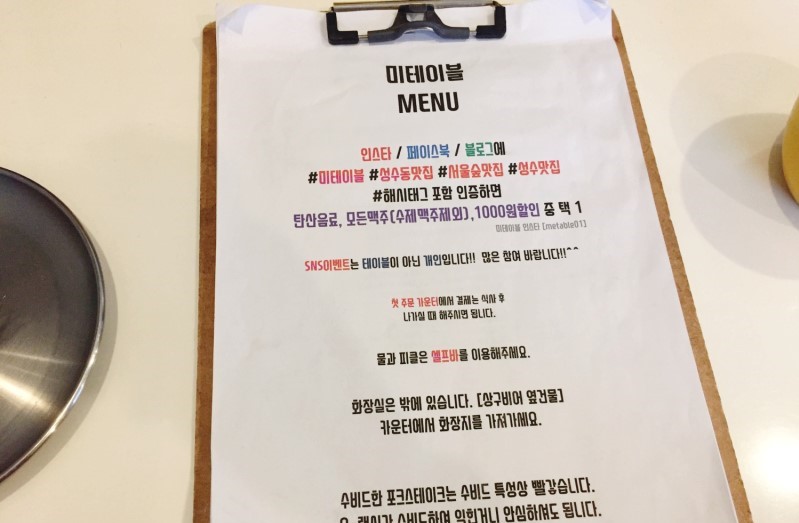 미테이블
MENU
인스타 / 페이스북 / 블로그에
#미테이블 #성수동맛집 #서울숲맛집 #성수맛집
#해시태그 포함 인증하면
탄산음료, 모든맥주(수제맥주제외),1000원할인 중 택 1
미테이블 인스타 [metable01]
SNS이벤트는 테이블이 아닌 개인입니다!! 많은 참여 바랍니다!!^^
첫 주문 카운터에서 결제는 식사 후
나가실 때 해주시면 됩니다.
물과 피클은 셀프바를 이용해주세요.
화장실은 밖에 있습니다. [상구비어 옆건물]
카운터에서 화장지를 가져가세요.
수비드한 포크스테이크는 수비드 특성상 빨갛습니다.
수비드하여 익힌거니 안심하셔도 됩니다.